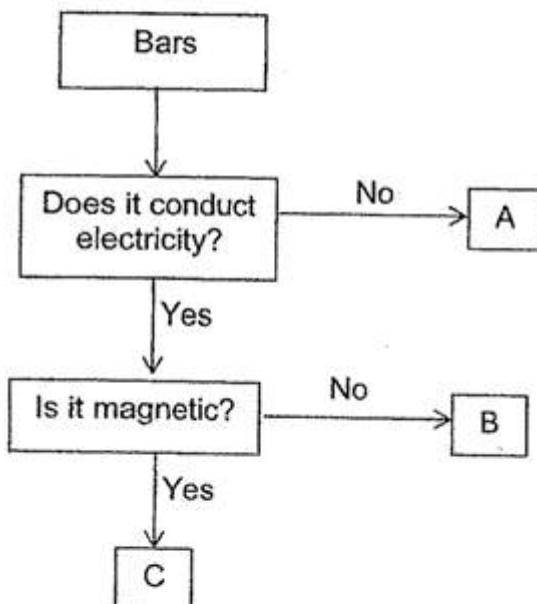 Bars
Does it conduct
electricity?
No
A
Yes
Is it magnetic?
No
B
Yes
C